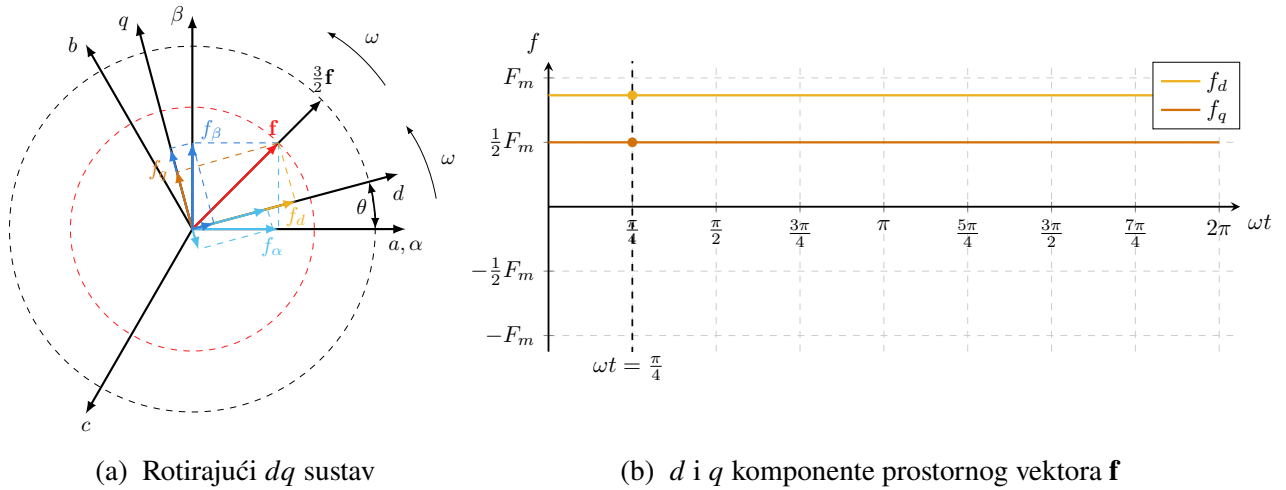 β
q
b
ω
3/2 f
f
f_β
ω
f_q
d
θ
f_d
f_α
a, α
c
(a) Rotirajući dq sustav
f
F_m
f_d
f_q
1/2 F_m
π/4 π/2 3π/4 π 5π/4 3π/2 7π/4 2π ωt
−1/2 F_m
−F_m
ωt = π/4
(b) d i q komponente prostornog vektora f